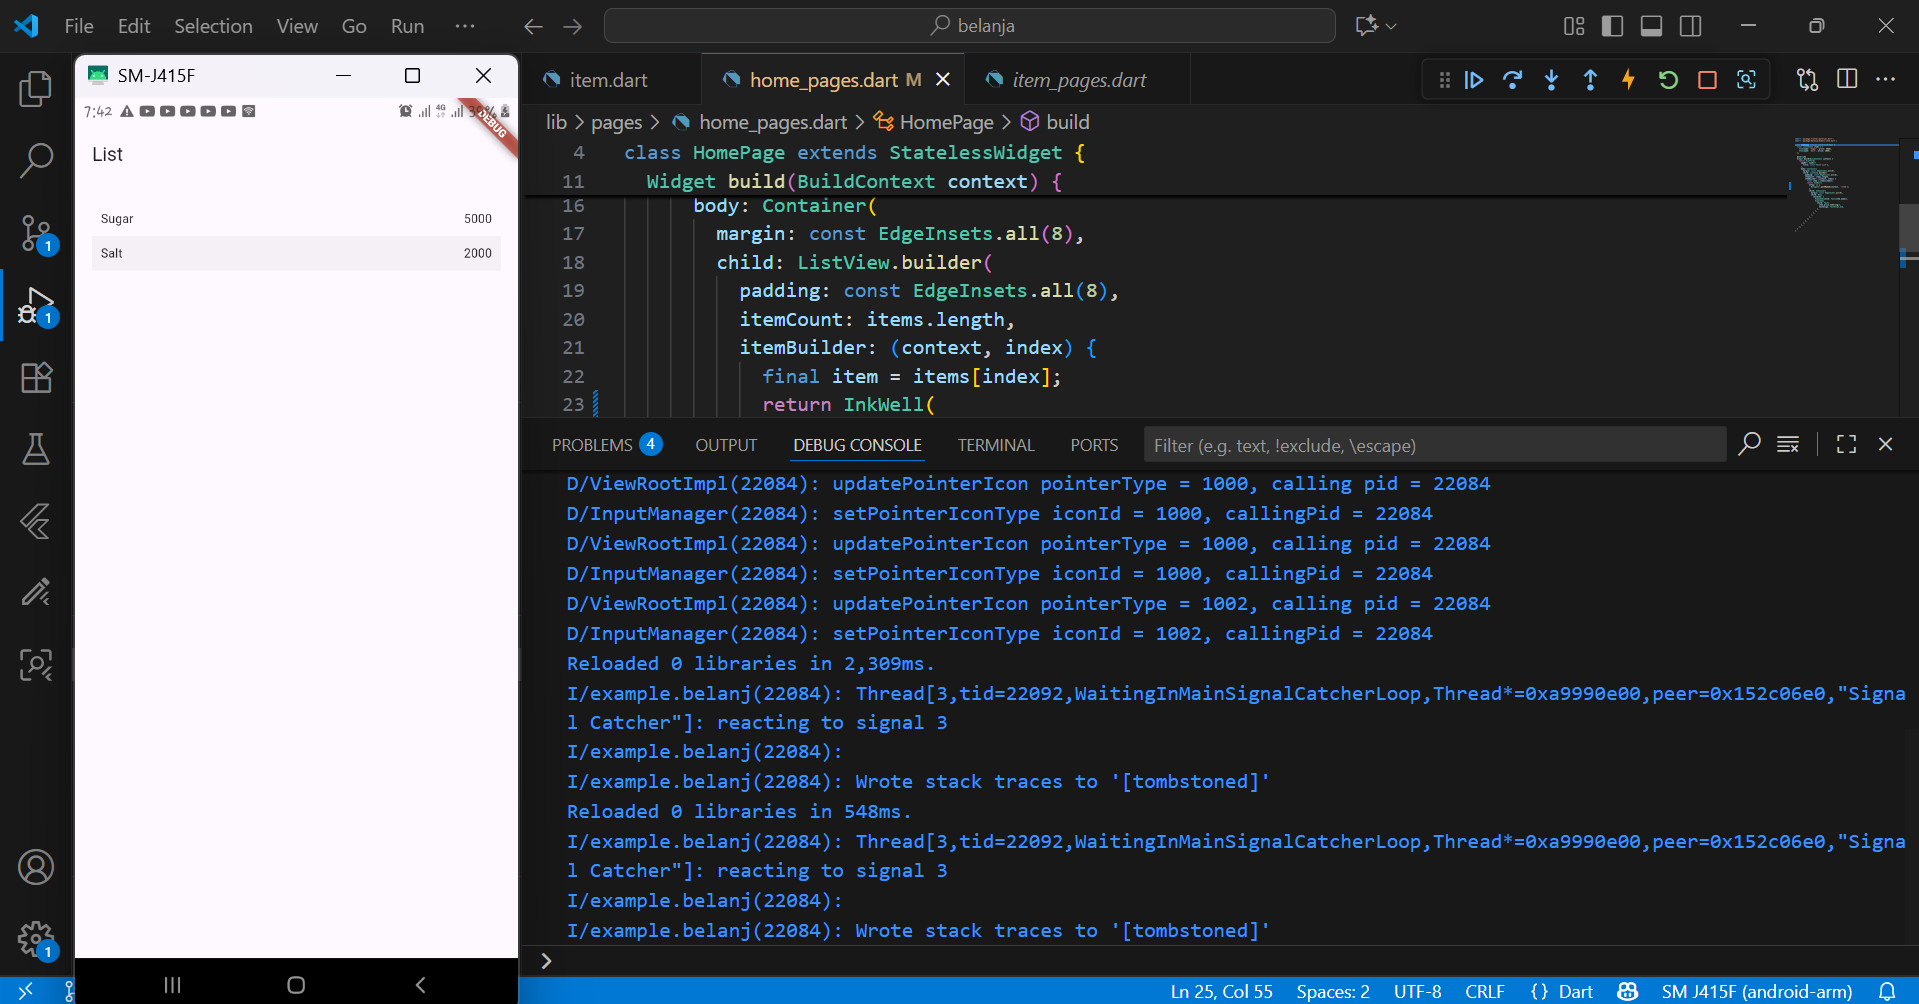 File Edit Selection View Go Run ··· belanja
SM-J415F
7:42 4G 39%
DEBUG
List
Sugar 5000
Salt 2000
item.dart home_pages.dart M item_pages.dart
lib > pages > home_pages.dart > HomePage > build
4 class HomePage extends StatelessWidget {
11 Widget build(BuildContext context) {
16 body: Container(
17 margin: const EdgeInsets.all(8),
18 child: ListView.builder(
19 padding: const EdgeInsets.all(8),
20 itemCount: items.length,
21 itemBuilder: (context, index) {
22 final item = items[index];
23 return InkWell(
PROBLEMS 4 OUTPUT DEBUG CONSOLE TERMINAL PORTS Filter (e.g. text, !exclude, \escape)
D/ViewRootImpl(22084): updatePointerIcon pointerType = 1000, calling pid = 22084
D/InputManager(22084): setPointerIconType iconId = 1000, callingPid = 22084
D/ViewRootImpl(22084): updatePointerIcon pointerType = 1000, calling pid = 22084
D/InputManager(22084): setPointerIconType iconId = 1000, callingPid = 22084
D/ViewRootImpl(22084): updatePointerIcon pointerType = 1002, calling pid = 22084
D/InputManager(22084): setPointerIconType iconId = 1002, callingPid = 22084
Reloaded 0 libraries in 2,309ms.
I/example.belanj(22084): Thread[3,tid=22092,WaitingInMainSignalCatcherLoop,Thread*=0xa9990e00,peer=0x152c06e0,"Signa
l Catcher"]: reacting to signal 3
I/example.belanj(22084):
I/example.belanj(22084): Wrote stack traces to '[tombstoned]'
Reloaded 0 libraries in 548ms.
I/example.belanj(22084): Thread[3,tid=22092,WaitingInMainSignalCatcherLoop,Thread*=0xa9990e00,peer=0x152c06e0,"Signa
l Catcher"]: reacting to signal 3
I/example.belanj(22084):
I/example.belanj(22084): Wrote stack traces to '[tombstoned]'
>
1
1
1
Ln 25, Col 55 Spaces: 2 UTF-8 CRLF {} Dart SM J415F (android-arm)